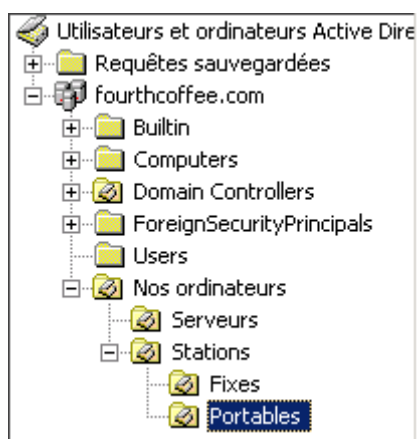 Utilisateurs et ordinateurs Active Dire
Requêtes sauvegardées
fourthcoffee.com
Builtin
Computers
Domain Controllers
ForeignSecurityPrincipals
Users
Nos ordinateurs
Serveurs
Stations
Fixes
Portables